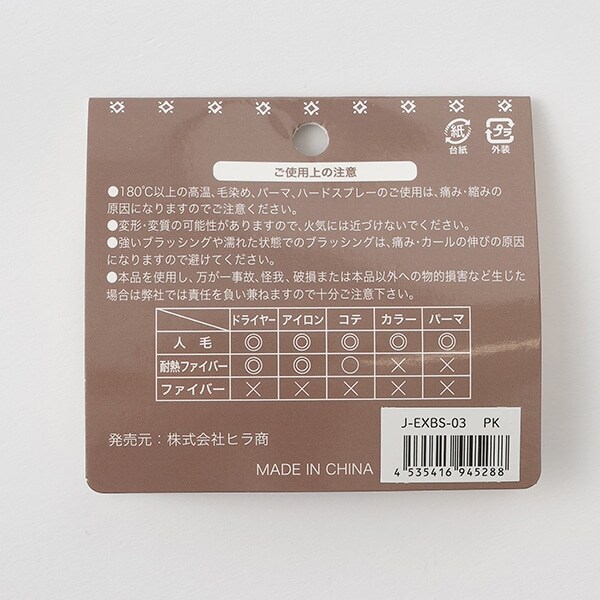 紙
台紙
プラ
外装
ご使用上の注意
●180℃以上の高温、毛染め、パーマ、ハードスプレーのご使用は、痛み・縮みの
原因になりますのでご注意ください。
●変形・変質の可能性がありますので、火気には近づけないでください。
●強いブラッシングや濡れた状態でのブラッシングは、痛み・カールの伸びの原因
になりますので避けてください。
●本品を使用し、万が一事故、怪我、破損または本品以外への物的損害など生じた
場合は弊社では責任を負い兼ねますので十分ご注意下さい。
ドライヤー アイロン コテ カラー パーマ
人毛 ◎ ◎ ◎ ◎ ◎
耐熱ファイバー ◎ ◎ ○ × ×
ファイバー × × × × ×
J-EXBS-03 PK
4 535416 945288
発売元：株式会社ヒラ商
MADE IN CHINA